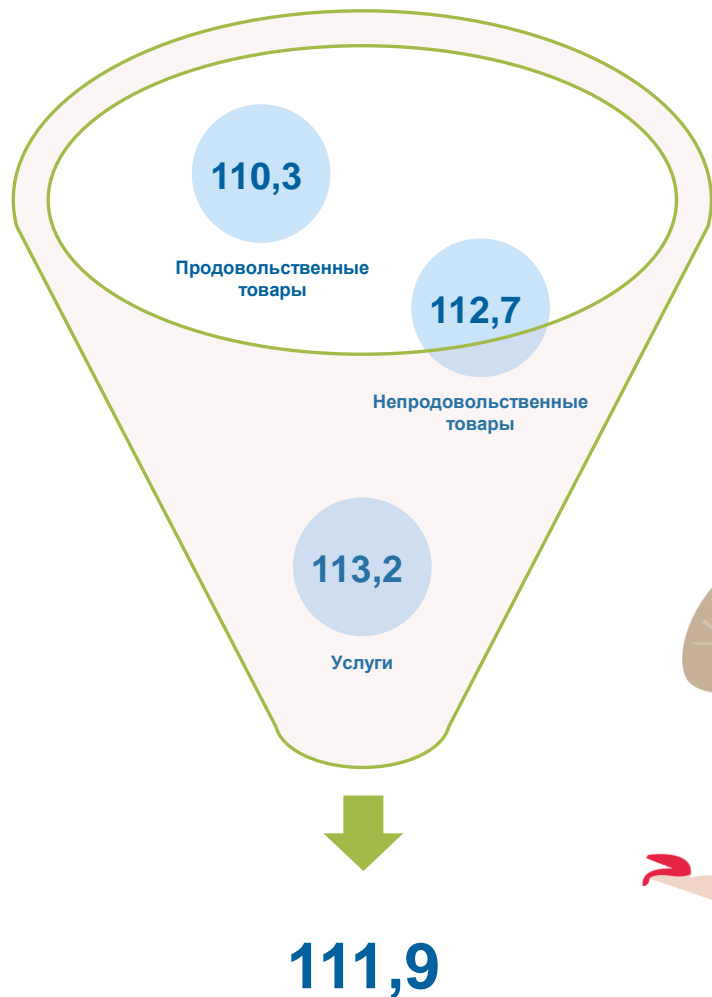 110,3
Продовольственные
товары
112,7
Непродовольственные
товары
113,2
Услуги
111,9